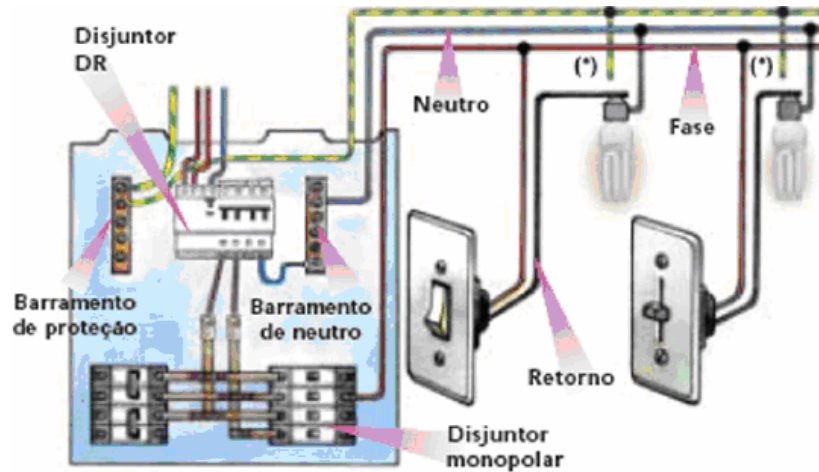 Disjuntor
DR
(*)
(*)
Neutro
Fase
Barramento
de proteção
Barramento
de neutro
Retorno
Disjuntor
monopolar